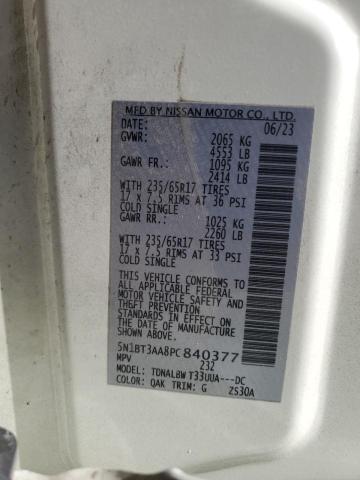 MFD BY NISSAN MOTOR CO., LTD.
DATE: 06/23
GVWR: 2065 KG
4553 LB
GAWR FR.: 1095 KG
2414 LB
WITH 235/65R17 TIRES
17 x 7.5 RIMS AT 36 PSI
COLD SINGLE
GAWR RR.: 1025 KG
2260 LB
WITH 235/65R17 TIRES
17 x 7.5 RIMS AT 33 PSI
COLD SINGLE
THIS VEHICLE CONFORMS TO
ALL APPLICABLE FEDERAL
MOTOR VEHICLE SAFETY AND
THEFT PREVENTION
STANDARDS IN EFFECT ON
THE DATE OF MANUFACTURE
SHOWN ABOVE
5N1BT3AA8PC840377
MPV 232
MODEL: TDNALBW T33UUA---DC
COLOR: QAK TRIM: G ZS30A